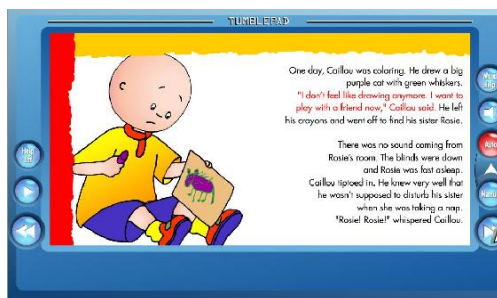 TUMBLEPAD
One day, Caillou was coloring. He drew a big
purple cat with green whiskers.
"I don't feel like drawing anymore. I want to
play with a friend now," Caillou said. He left
his crayons and went off to find his sister Rosie.
There was no sound coming from
Rosie's room. The blinds were down
and Rosie was fast asleep.
Caillou tiptoed in. He knew very well that
he wasn't supposed to disturb his sister
when she was taking a nap.
"Rosie! Rosie!" whispered Caillou.
Auto